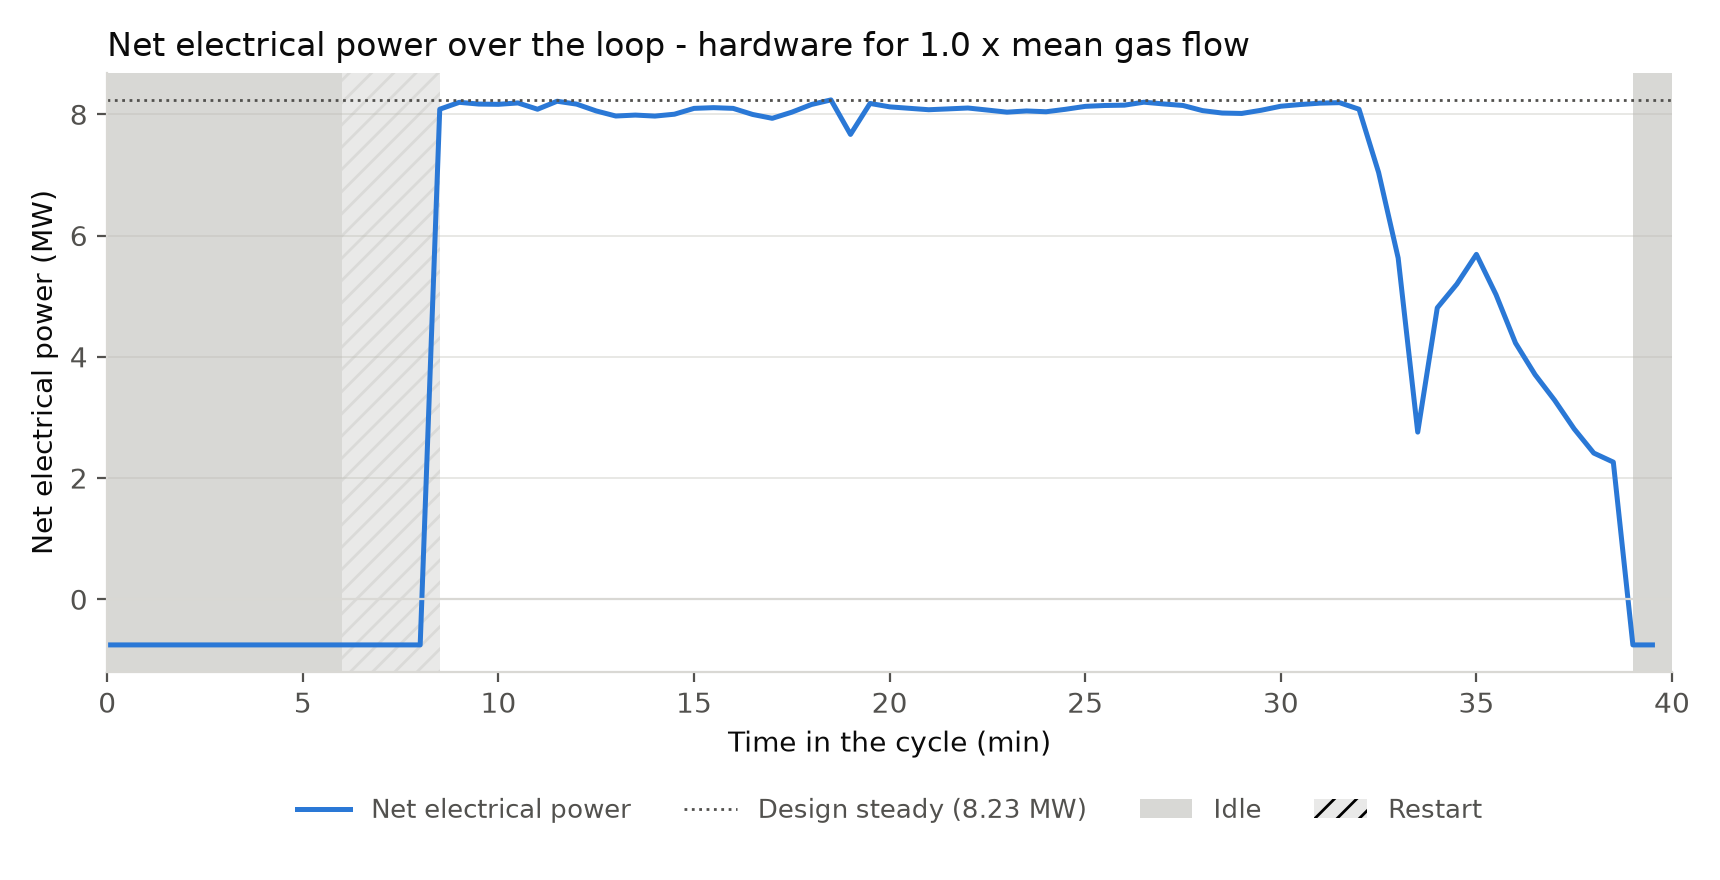 Net electrical power over the loop - hardware for 1.0 x mean gas flow
Net electrical power (MW)
8
6
4
2
0
0 5 10 15 20 25 30 35 40
Time in the cycle (min)
Net electrical power Design steady (8.23 MW) Idle Restart